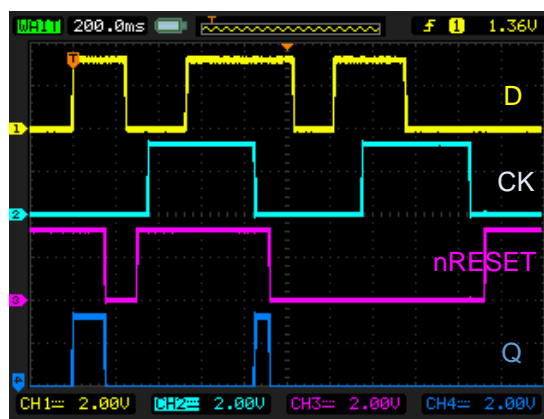 WAIT 200.0ms T f 1 1.36V
T
D
1
CK
2
nRESET
3
Q
CH1 2.00V CH2 2.00V CH3 2.00V CH4 2.00V